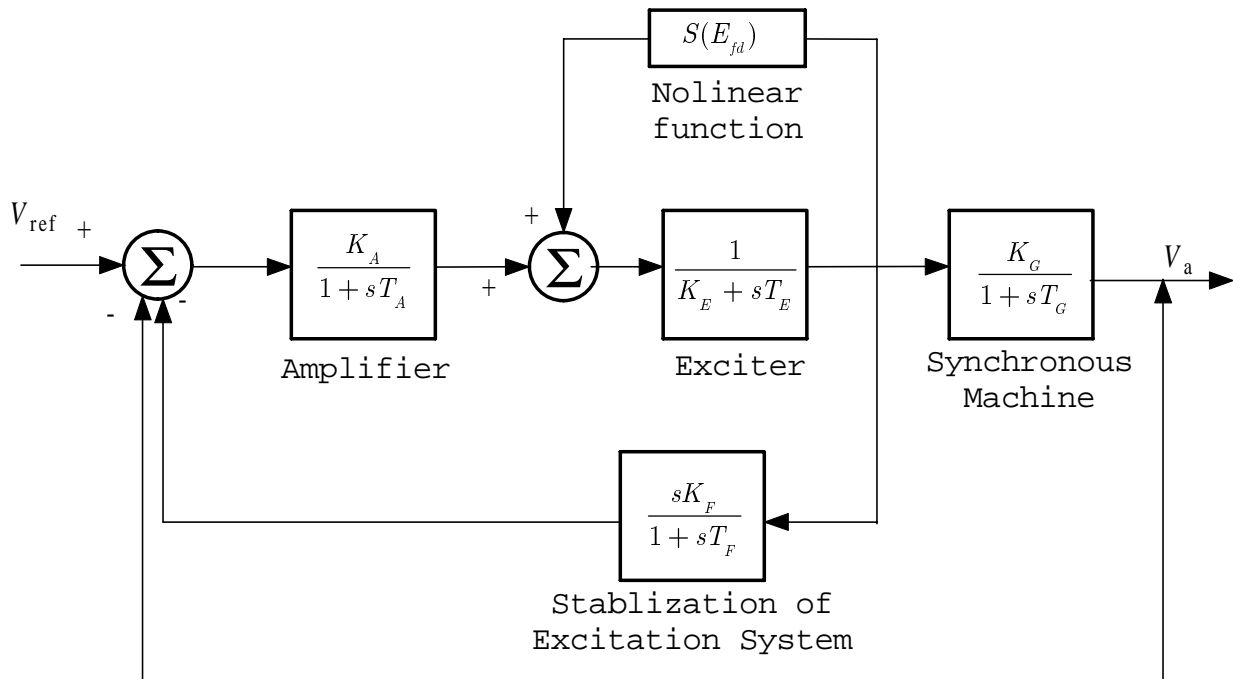 S(E_fd)
Nolinear
function
V_ref
+
-
-
Σ
K_A
1 + sT_A
Amplifier
+
+
Σ
1
K_E + sT_E
Exciter
K_G
1 + sT_G
Synchronous
Machine
V_a
sK_F
1 + sT_F
Stablization of
Excitation System